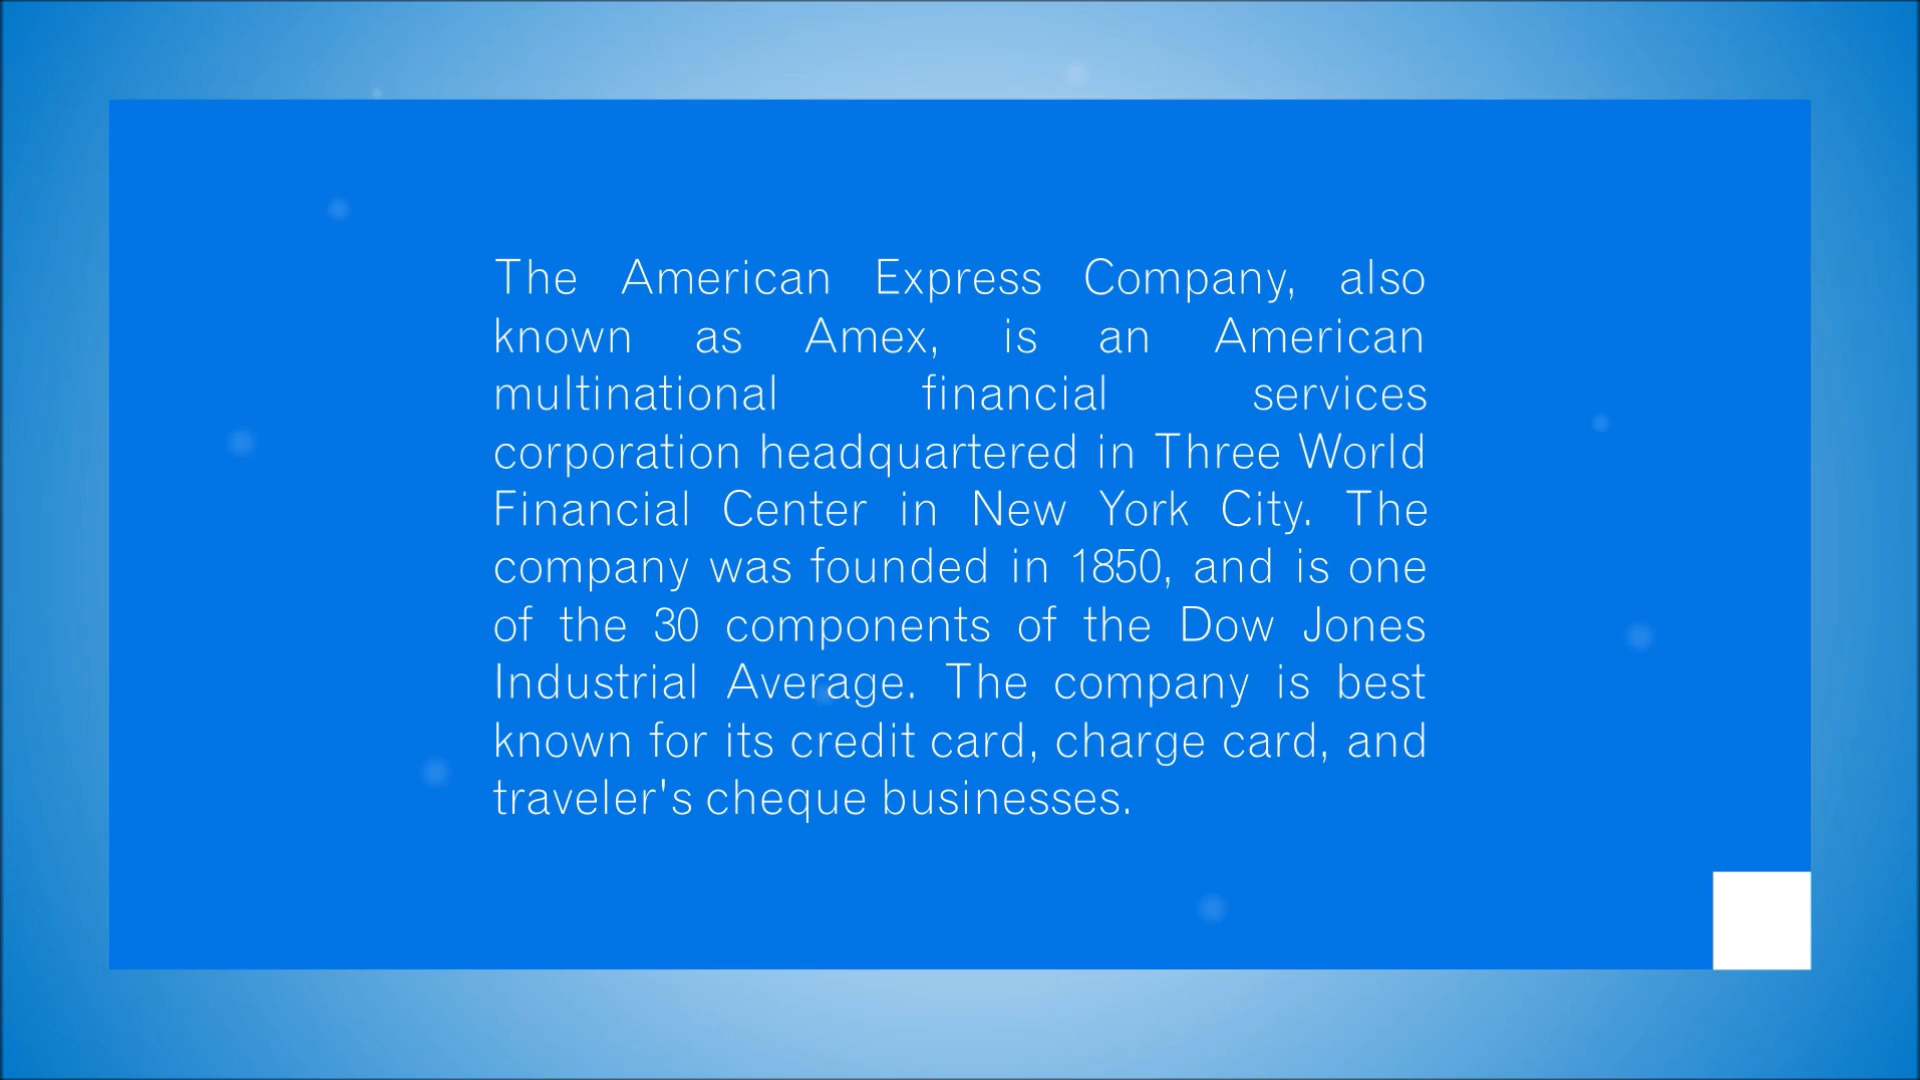 The American Express Company, also
known as Amex, is an American
multinational financial services
corporation headquartered in Three World
Financial Center in New York City. The
company was founded in 1850, and is one
of the 30 components of the Dow Jones
Industrial Average. The company is best
known for its credit card, charge card, and
traveler's cheque businesses.